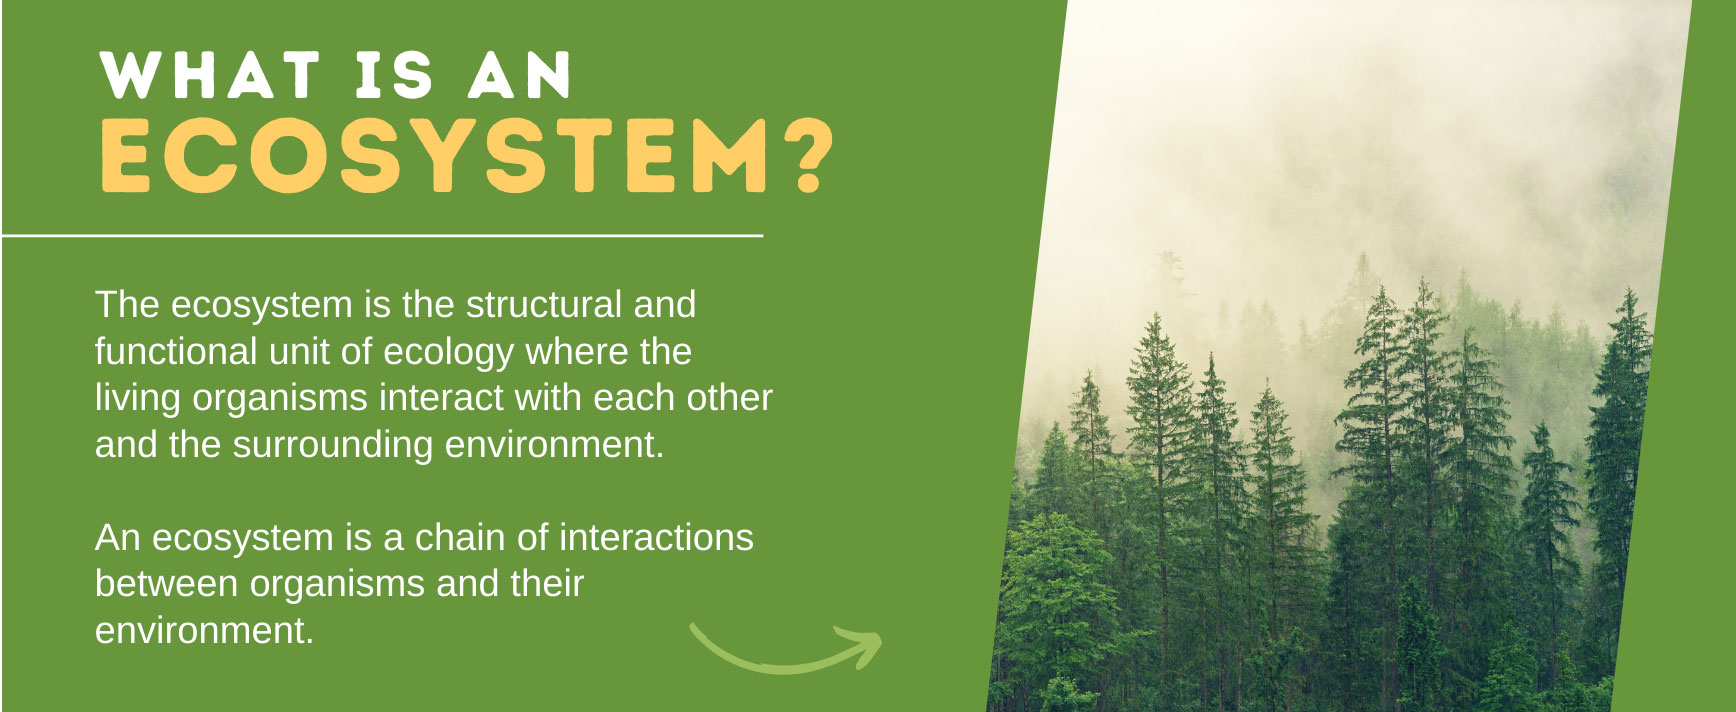 WHAT IS AN
ECOSYSTEM?
The ecosystem is the structural and
functional unit of ecology where the
living organisms interact with each other
and the surrounding environment.
An ecosystem is a chain of interactions
between organisms and their
environment.